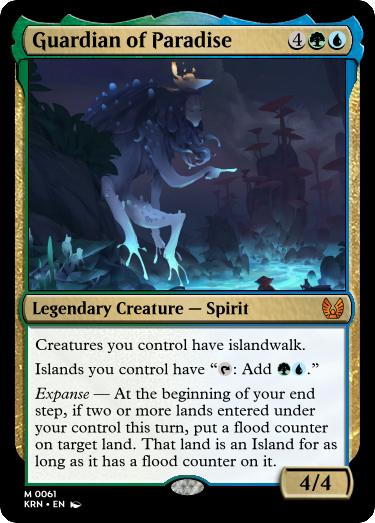 Guardian of Paradise 4
Legendary Creature — Spirit
Creatures you control have islandwalk.
Islands you control have “: Add .”
Expanse — At the beginning of your end
step, if two or more lands entered under
your control this turn, put a flood counter
on target land. That land is an Island for as
long as it has a flood counter on it.
4/4
M 0061
KRN • EN